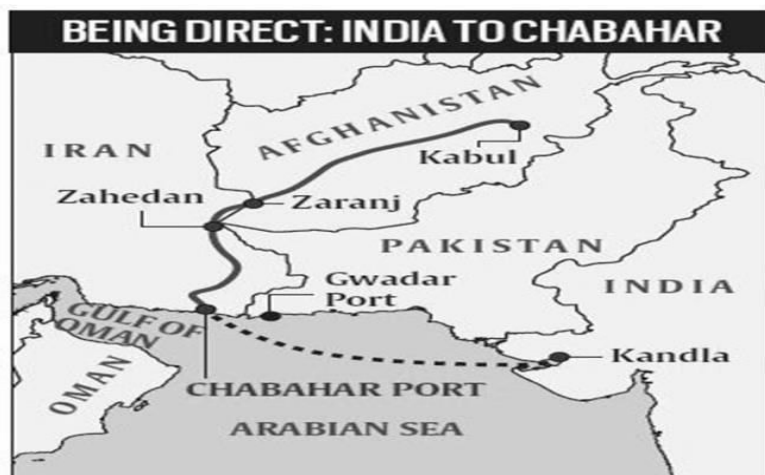 BEING DIRECT: INDIA TO CHABAHAR
AFGHANISTAN
IRAN
Kabul
Zahedan
Zaranj
PAKISTAN
Gwadar
Port
INDIA
GULF OF
OMAN
Kandla
OMAN
CHABAHAR PORT
ARABIAN SEA